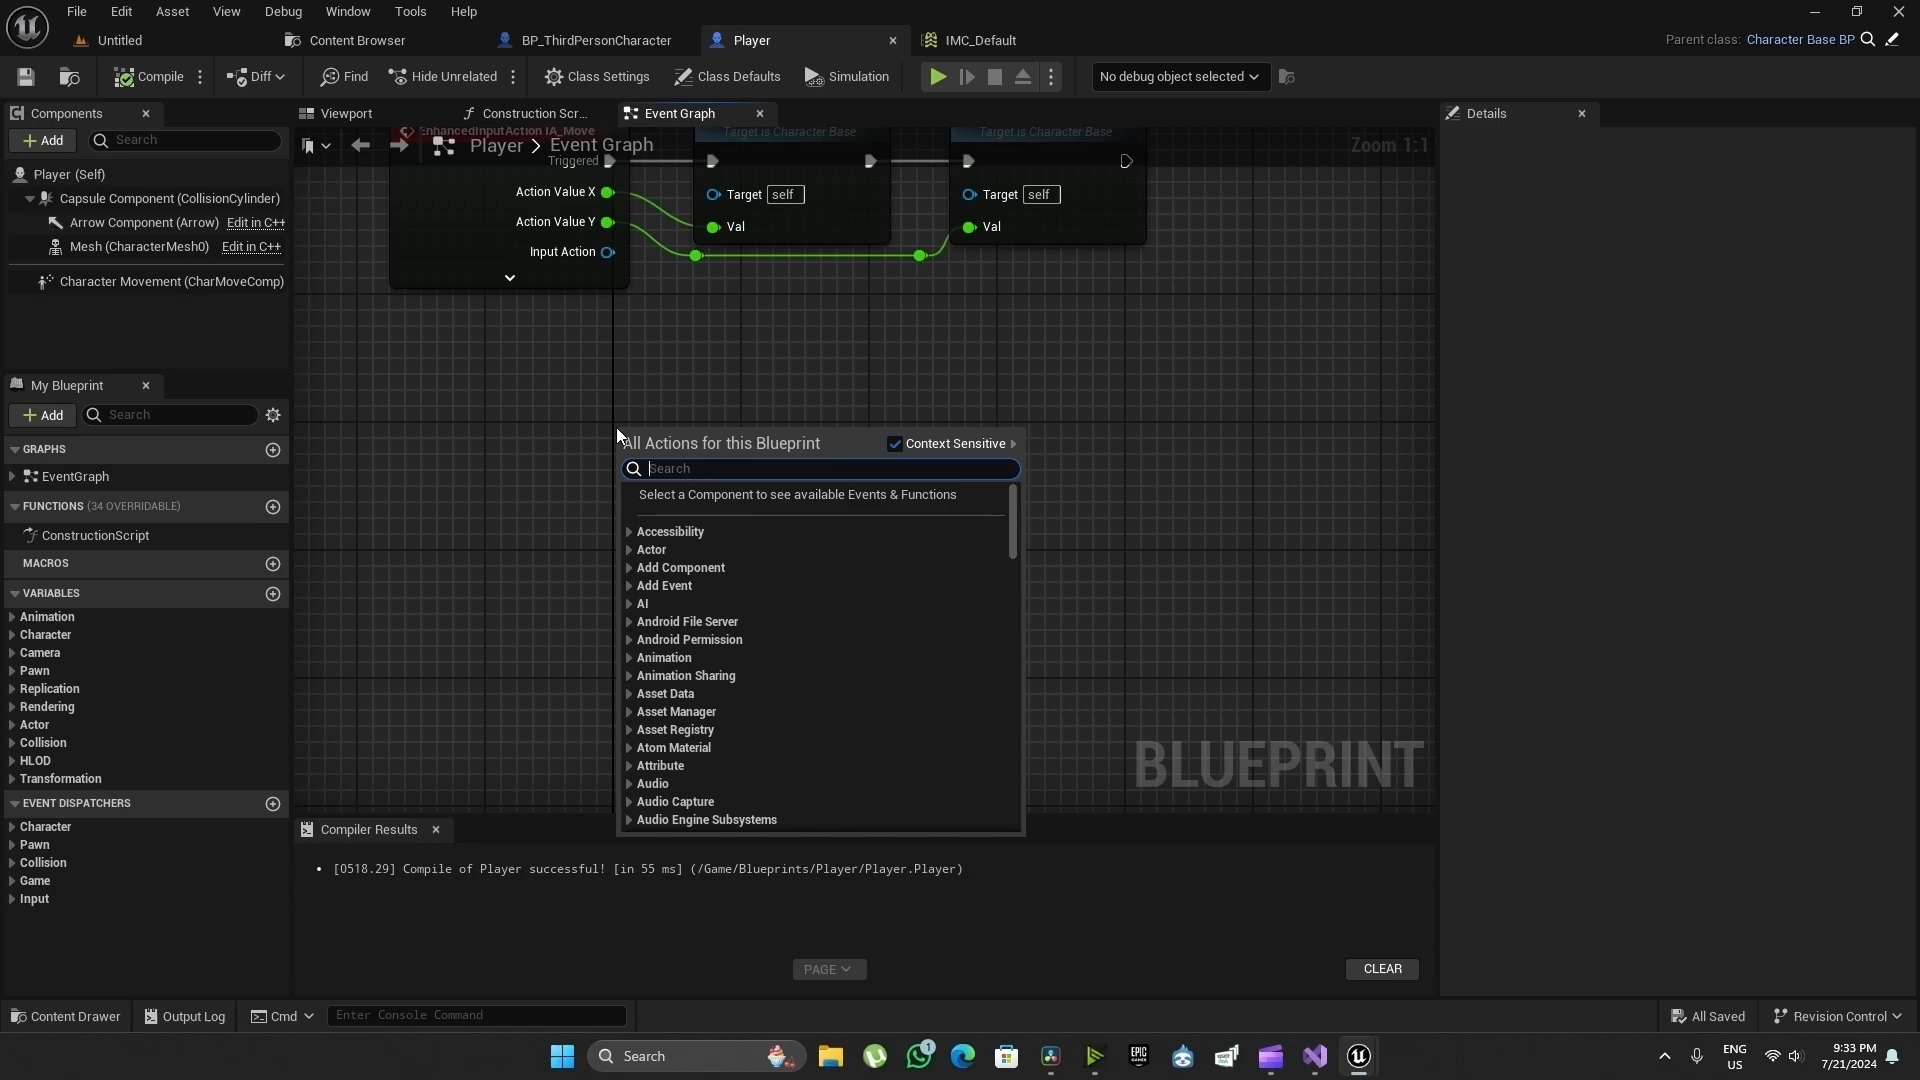 File Edit Asset View Debug Window Tools Help
Untitled Content Browser BP_ThirdPersonCharacter Player IMC_Default
Parent class: Character Base BP
Compile Diff Find Hide Unrelated Class Settings Class Defaults Simulation No debug object selected
Components
Add Search
Player (Self)
Capsule Component (CollisionCylinder)
Arrow Component (Arrow) Edit in C++
Mesh (CharacterMesh0) Edit in C++
Character Movement (CharMoveComp)
My Blueprint
Add Search
GRAPHS
EventGraph
FUNCTIONS (34 OVERRIDABLE)
ConstructionScript
MACROS
VARIABLES
Animation
Character
Camera
Pawn
Replication
Rendering
Actor
Collision
HLOD
Transformation
EVENT DISPATCHERS
Character
Pawn
Collision
Game
Input
Viewport Construction Scr... Event Graph
EnhancedInputAction IA_Move
Target is Character Base Target is Character Base
Player > Event Graph
Zoom 1:1
Triggered
Action Value X
Action Value Y
Input Action
Target self
Val
Target self
Val
All Actions for this Blueprint Context Sensitive
Search
Select a Component to see available Events & Functions
Accessibility
Actor
Add Component
Add Event
AI
Android File Server
Android Permission
Animation
Animation Sharing
Asset Data
Asset Manager
Asset Registry
Atom Material
Attribute
Audio
Audio Capture
Audio Engine Subsystems
BLUEPRINT
Compiler Results
[0518.29] Compile of Player successful! [in 55 ms] (/Game/Blueprints/Player/Player.Player)
PAGE
CLEAR
Details
Content Drawer Output Log Cmd Enter Console Command
All Saved Revision Control
Search
1
EPIC GAMES
ENG
US
9:33 PM
7/21/2024